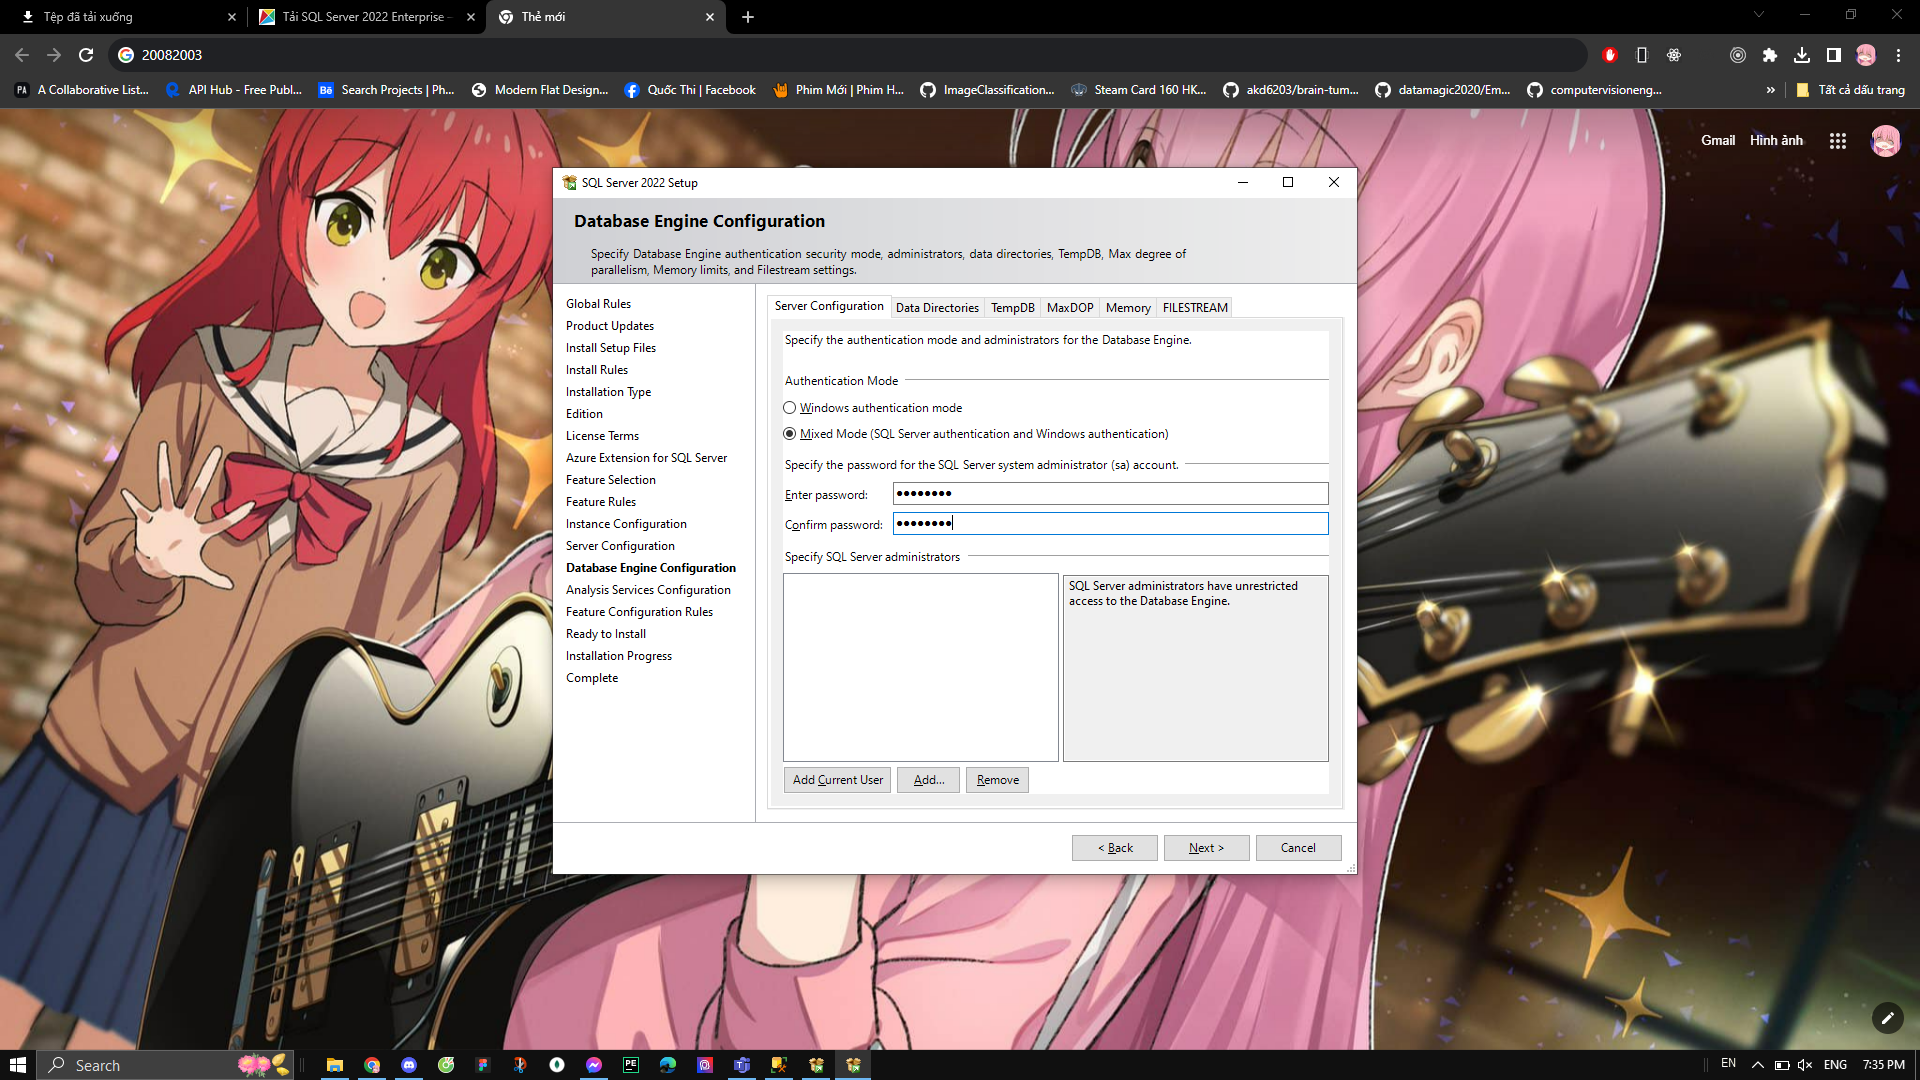 Tệp đã tải xuống
Tải SQL Server 2022 Enterprise –
Thẻ mới
20082003
A Collaborative List...
API Hub - Free Publ...
Search Projects | Ph...
Modern Flat Design...
Quốc Thi | Facebook
Phim Mới | Phim H...
ImageClassification...
Steam Card 160 HK...
akd6203/brain-tum...
datamagic2020/Em...
computervisioneng...
»
Tất cả dấu trang
Gmail
Hình ảnh
SQL Server 2022 Setup
Database Engine Configuration
Specify Database Engine authentication security mode, administrators, data directories, TempDB, Max degree of
parallelism, Memory limits, and Filestream settings.
Global Rules
Product Updates
Install Setup Files
Install Rules
Installation Type
Edition
License Terms
Azure Extension for SQL Server
Feature Selection
Feature Rules
Instance Configuration
Server Configuration
Database Engine Configuration
Analysis Services Configuration
Feature Configuration Rules
Ready to Install
Installation Progress
Complete
Server Configuration
Data Directories
TempDB
MaxDOP
Memory
FILESTREAM
Specify the authentication mode and administrators for the Database Engine.
Authentication Mode
Windows authentication mode
Mixed Mode (SQL Server authentication and Windows authentication)
Specify the password for the SQL Server system administrator (sa) account.
Enter password: ●●●●●●●●
Confirm password: ●●●●●●●●
Specify SQL Server administrators
SQL Server administrators have unrestricted
access to the Database Engine.
Add Current User
Add...
Remove
< Back
Next >
Cancel
Search
EN
ENG
7:35 PM